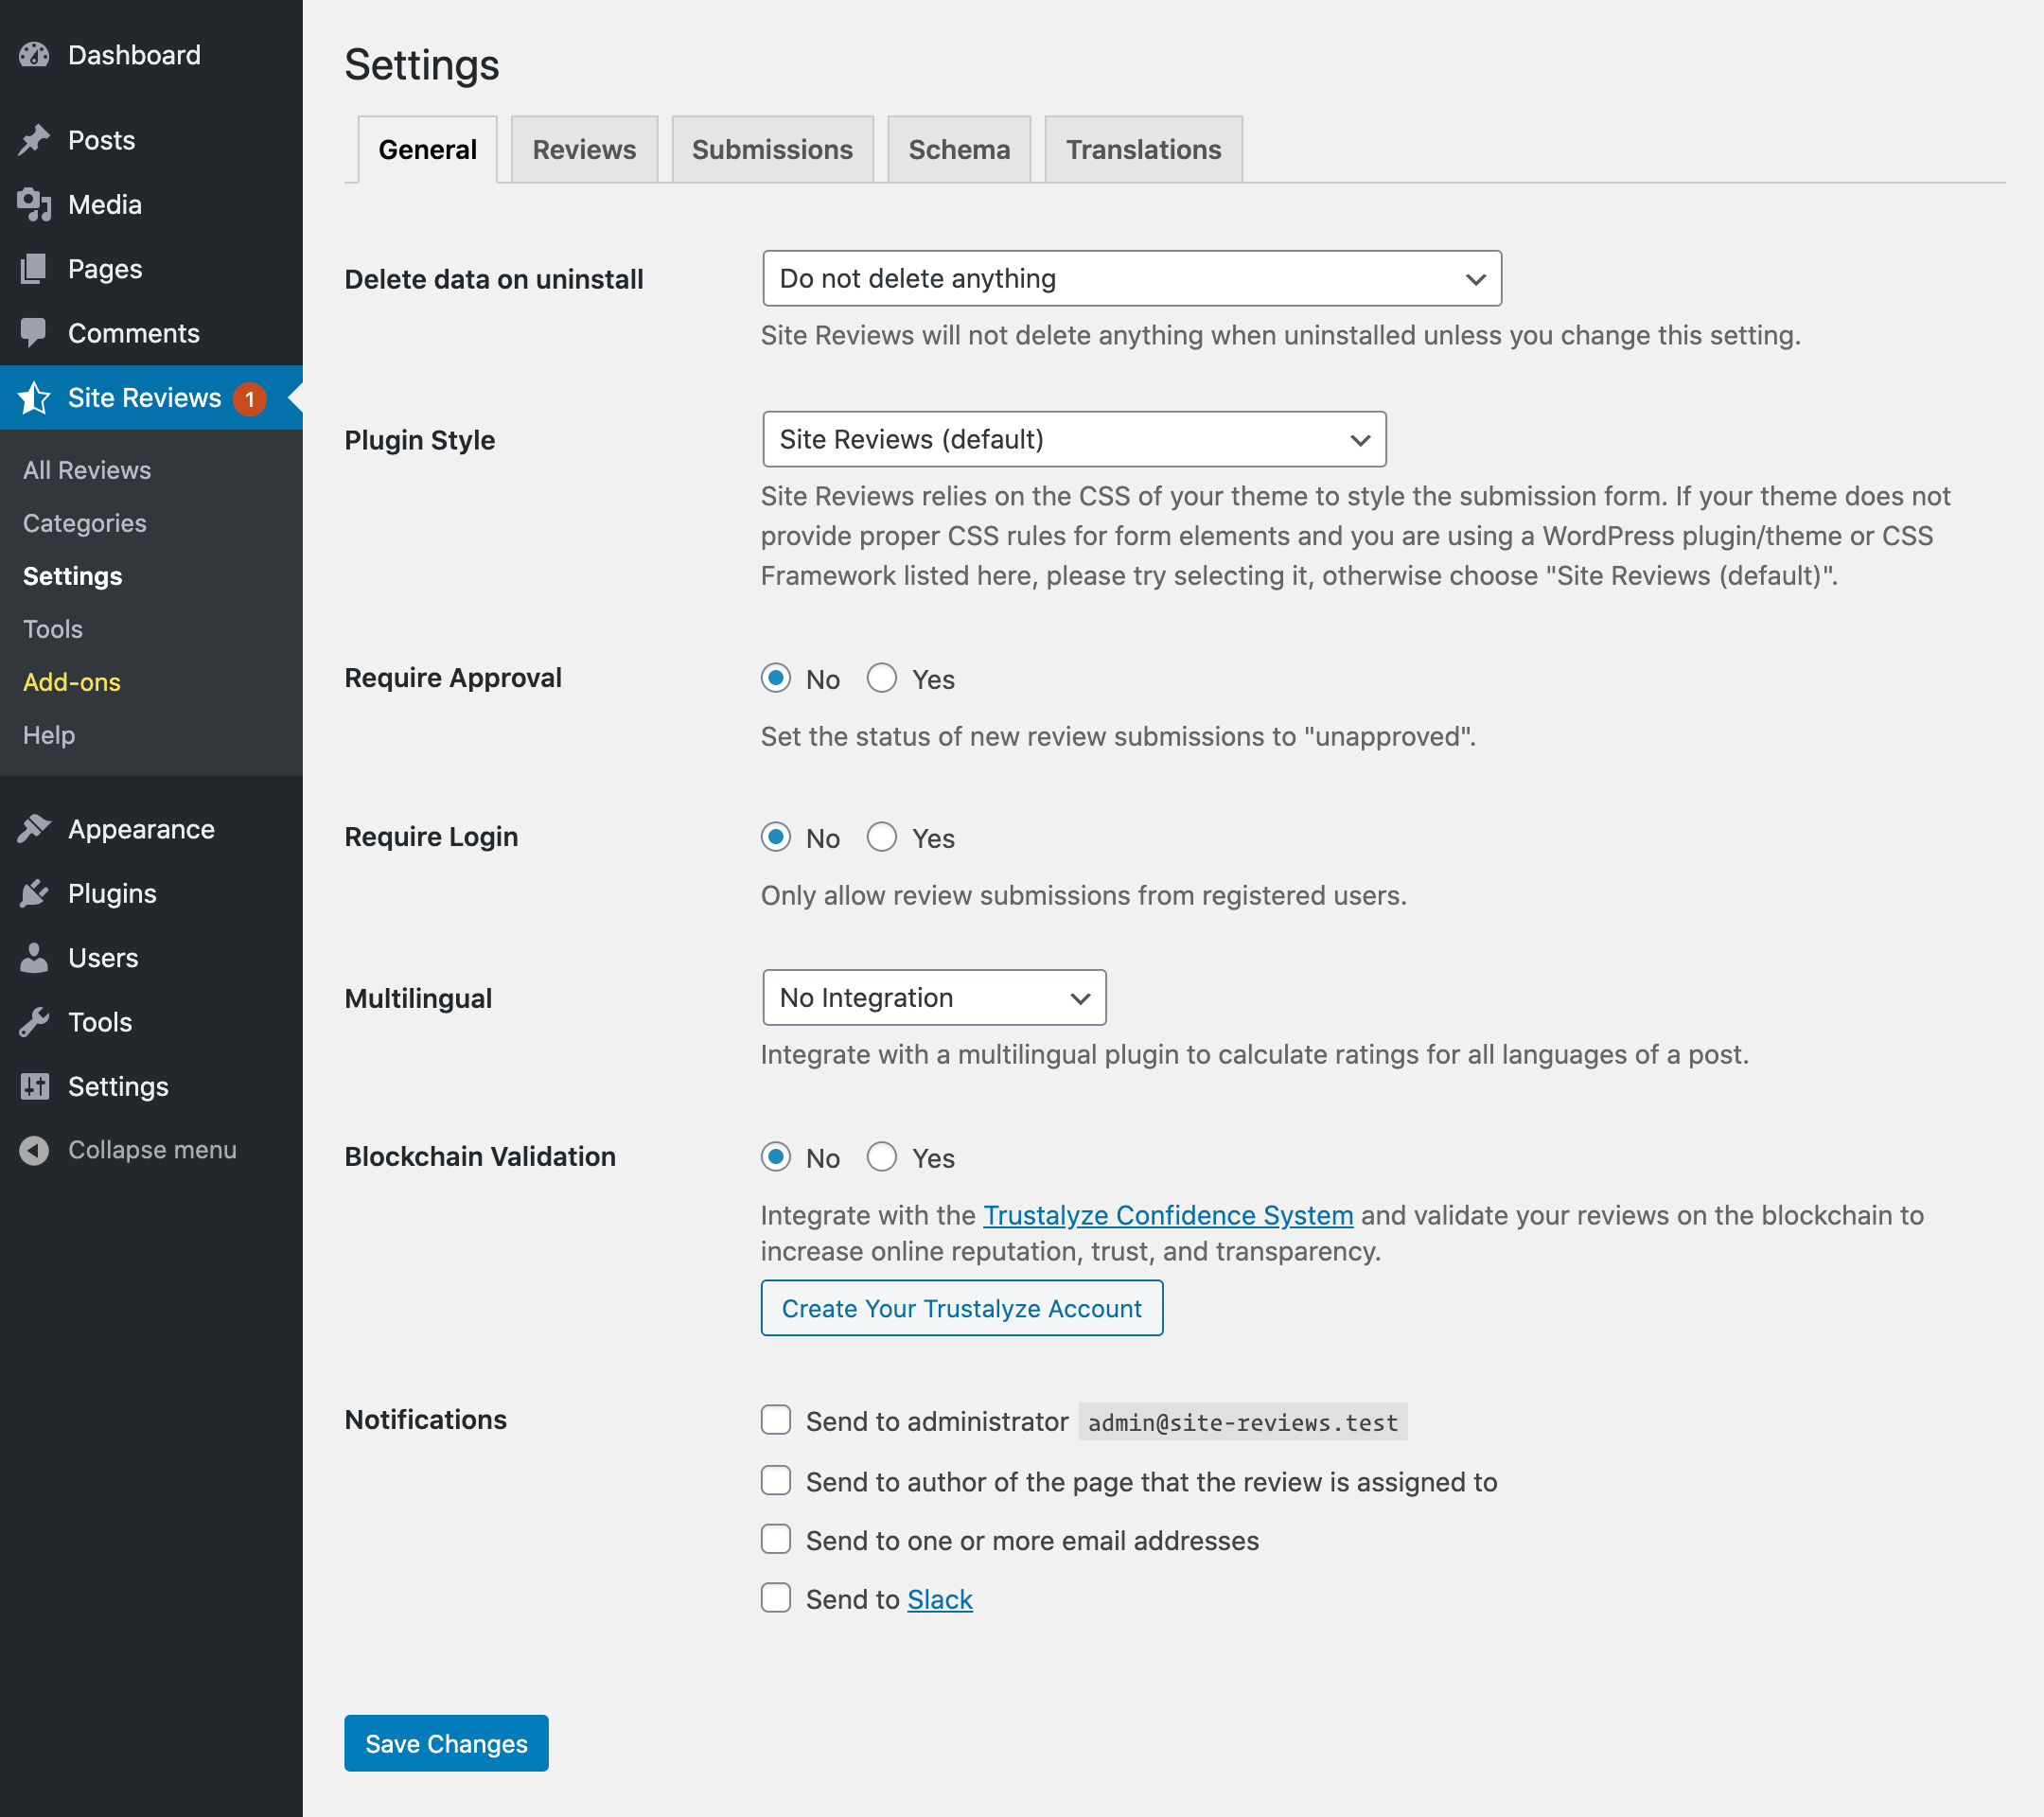 Dashboard
Posts
Media
Pages
Comments
Site Reviews 1
All Reviews
Categories
Settings
Tools
Add-ons
Help
Appearance
Plugins
Users
Tools
Settings
Collapse menu
Settings
General Reviews Submissions Schema Translations
Delete data on uninstall
Do not delete anything
Site Reviews will not delete anything when uninstalled unless you change this setting.
Plugin Style
Site Reviews (default)
Site Reviews relies on the CSS of your theme to style the submission form. If your theme does not
provide proper CSS rules for form elements and you are using a WordPress plugin/theme or CSS
Framework listed here, please try selecting it, otherwise choose "Site Reviews (default)".
Require Approval
No Yes
Set the status of new review submissions to "unapproved".
Require Login
No Yes
Only allow review submissions from registered users.
Multilingual
No Integration
Integrate with a multilingual plugin to calculate ratings for all languages of a post.
Blockchain Validation
No Yes
Integrate with the Trustalyze Confidence System and validate your reviews on the blockchain to
increase online reputation, trust, and transparency.
Create Your Trustalyze Account
Notifications
Send to administrator admin@site-reviews.test
Send to author of the page that the review is assigned to
Send to one or more email addresses
Send to Slack
Save Changes